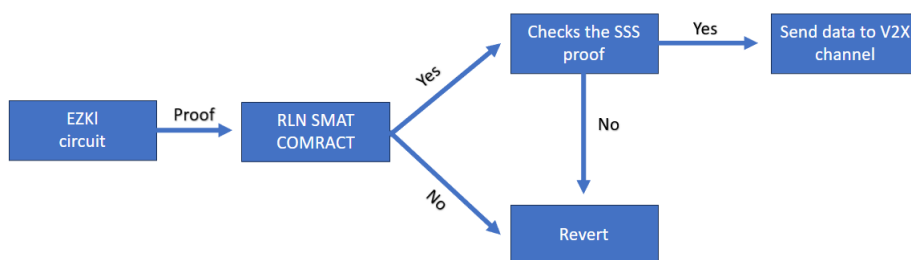 EZKl
circuit
Proof
RLN SMAT
COMRACT
Yes
No
Checks the SSS
proof
Yes
Send data to V2X
channel
No
Revert